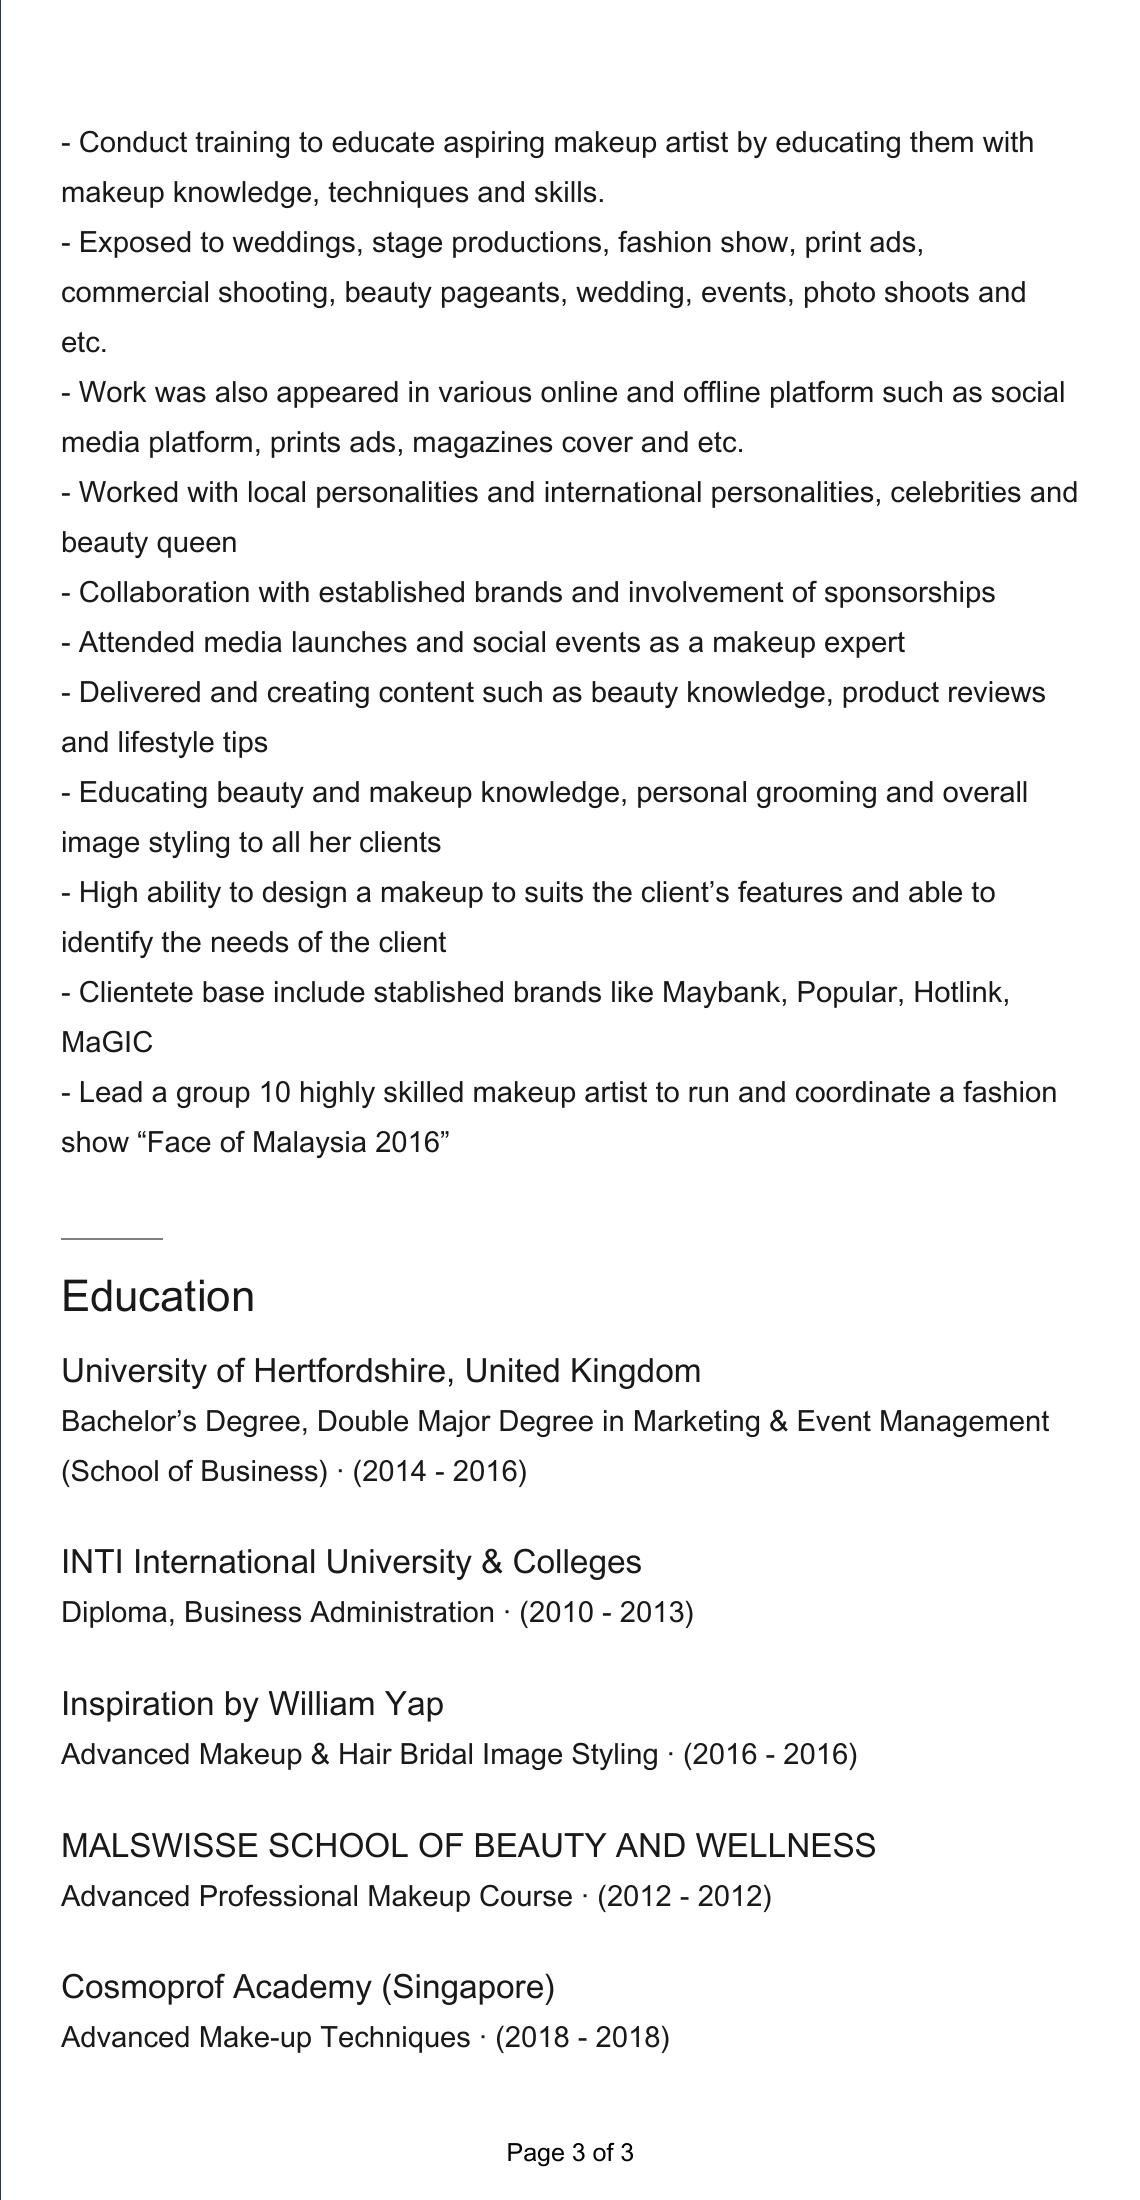 - Conduct training to educate aspiring makeup artist by educating them with
makeup knowledge, techniques and skills.
- Exposed to weddings, stage productions, fashion show, print ads,
commercial shooting, beauty pageants, wedding, events, photo shoots and
etc.
- Work was also appeared in various online and offline platform such as social
media platform, prints ads, magazines cover and etc.
- Worked with local personalities and international personalities, celebrities and
beauty queen
- Collaboration with established brands and involvement of sponsorships
- Attended media launches and social events as a makeup expert
- Delivered and creating content such as beauty knowledge, product reviews
and lifestyle tips
- Educating beauty and makeup knowledge, personal grooming and overall
image styling to all her clients
- High ability to design a makeup to suits the client’s features and able to
identify the needs of the client
- Clientete base include stablished brands like Maybank, Popular, Hotlink,
MaGIC
- Lead a group 10 highly skilled makeup artist to run and coordinate a fashion
show “Face of Malaysia 2016”
Education
University of Hertfordshire, United Kingdom
Bachelor’s Degree, Double Major Degree in Marketing & Event Management
(School of Business) · (2014 - 2016)
INTI International University & Colleges
Diploma, Business Administration · (2010 - 2013)
Inspiration by William Yap
Advanced Makeup & Hair Bridal Image Styling · (2016 - 2016)
MALSWISSE SCHOOL OF BEAUTY AND WELLNESS
Advanced Professional Makeup Course · (2012 - 2012)
Cosmoprof Academy (Singapore)
Advanced Make-up Techniques · (2018 - 2018)
Page 3 of 3